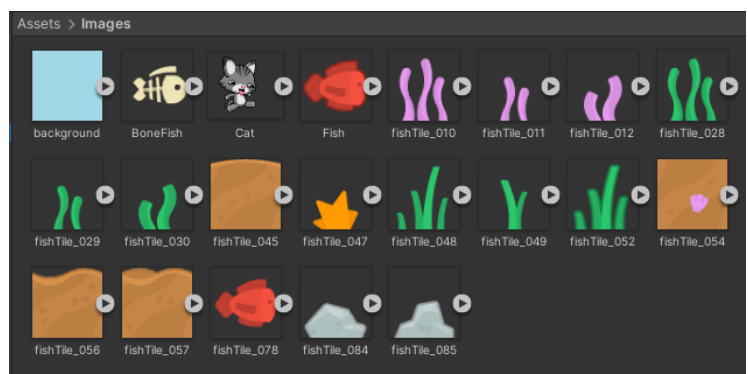 Assets > Images
background BoneFish Cat Fish fishTile_010 fishTile_011 fishTile_012 fishTile_028
fishTile_029 fishTile_030 fishTile_045 fishTile_047 fishTile_048 fishTile_049 fishTile_052 fishTile_054
fishTile_056 fishTile_057 fishTile_078 fishTile_084 fishTile_085